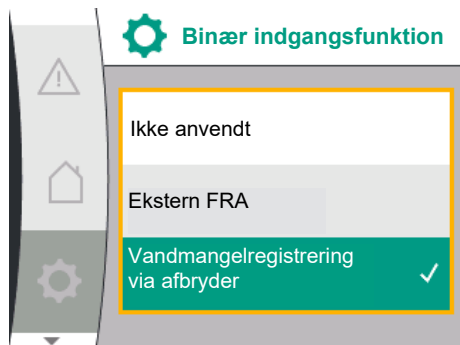 Binær indgangsfunktion
Ikke anvendt
Ekstern FRA
Vandmangelregistrering
via afbryder